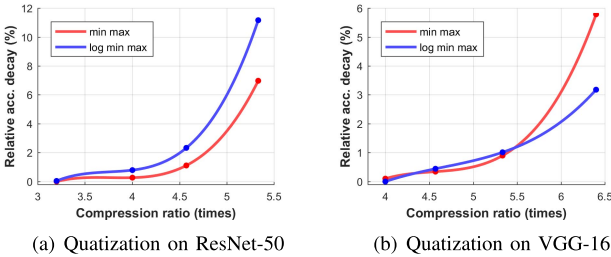 12
10
8
6
4
2
0
Relative acc. decay (%)
min max
log min max
3 3.5 4 4.5 5 5.5
Compression ratio (times)
(a) Quatization on ResNet-50
6
5
4
3
2
1
0
Relative acc. decay (%)
min max
log min max
4 4.5 5 5.5 6 6.5
Compression ratio (times)
(b) Quatization on VGG-16